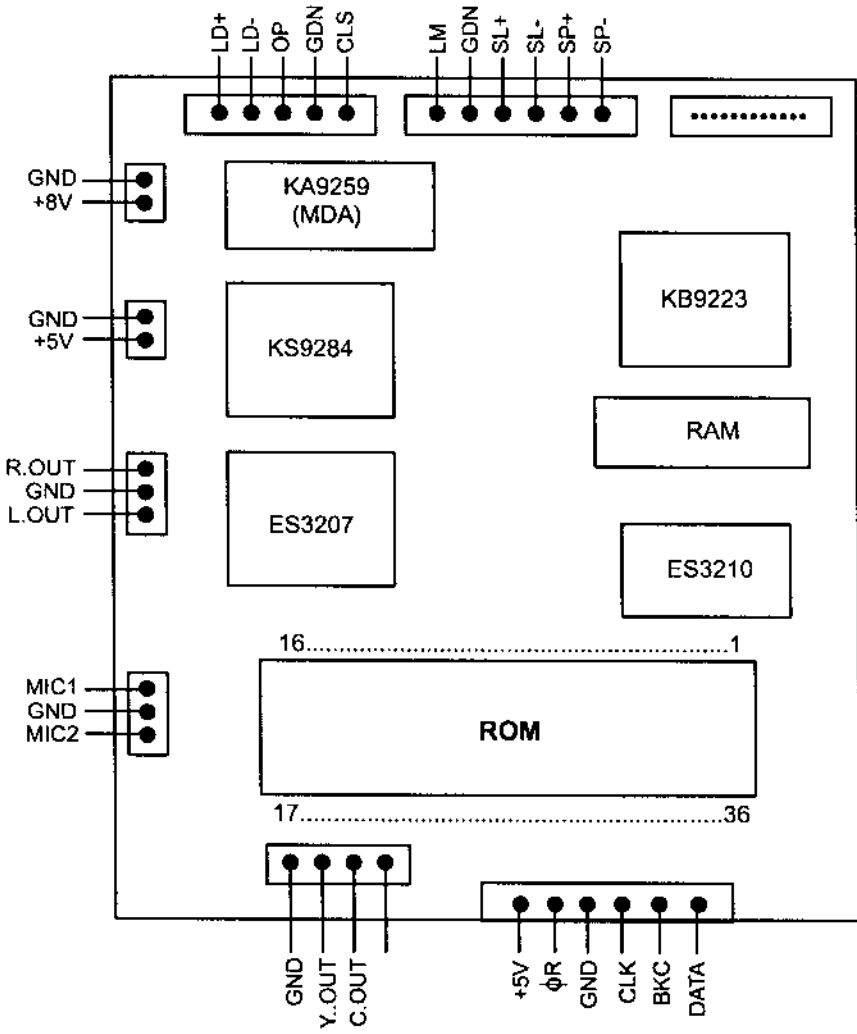 LD+
LD-
OP
GDN
CLS
LM
GDN
SL+
SL-
SP+
SP-
GND
+8V
KA9259
(MDA)
KB9223
GND
+5V
KS9284
RAM
R.OUT
GND
L.OUT
ES3207
ES3210
16......1
MIC1
GND
MIC2
ROM
17......36
GND
Y..OUT
C.OUT
+5V
ϕR
GND
CLK
BKC
DATA